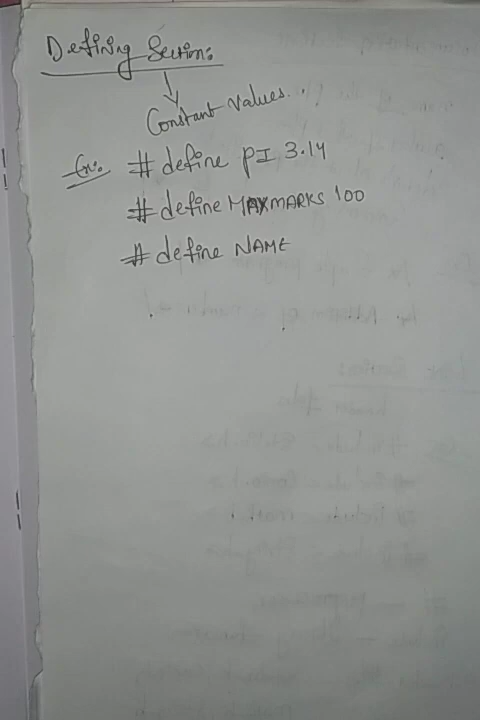 Defining Section:
Constant values..
Ex:. # define PI 3.14
# define MAXMARKS 100
# define NAME